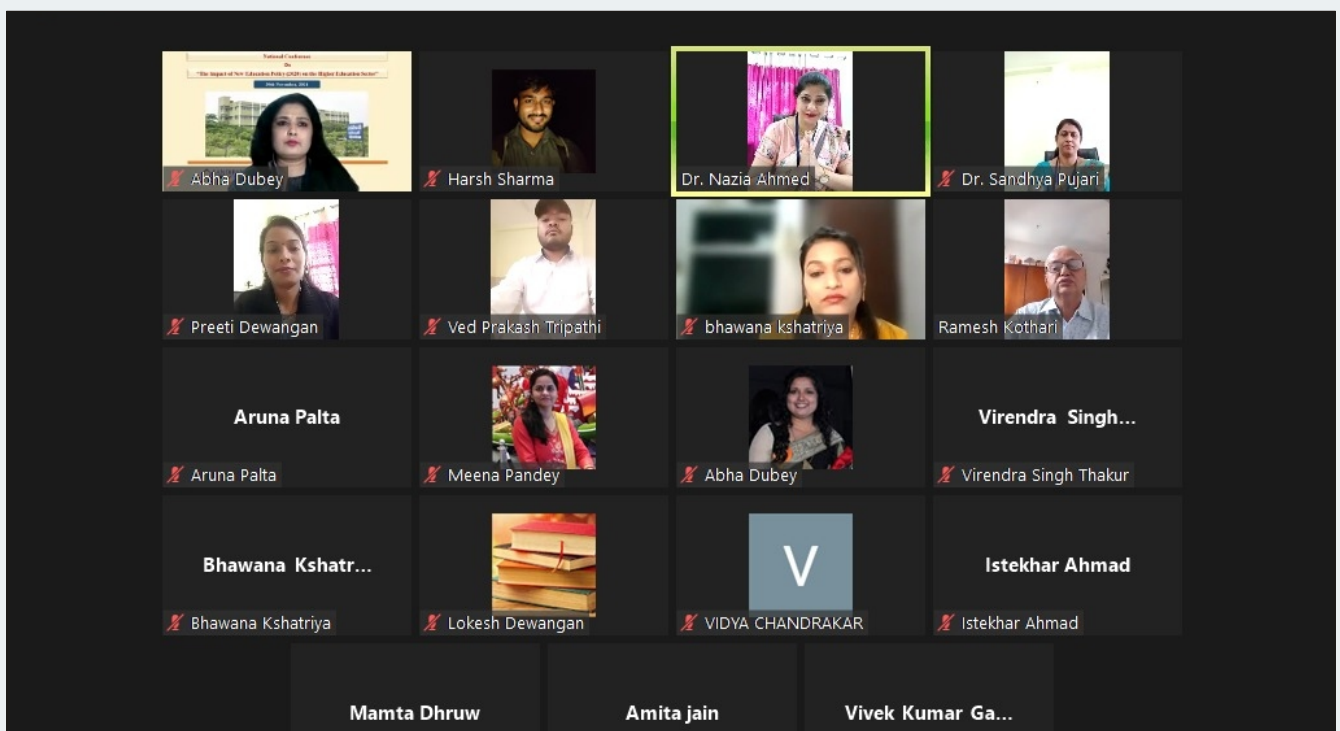 National Conference
On
"The Impact of New Education Policy (2020) on the Higher Education Sector"
Abha Dubey
Harsh Sharma
Dr. Nazia Ahmed
Dr. Sandhya Pujari
Preeti Dewangan
Ved Prakash Tripathi
bhawana kshatriya
Ramesh Kothari
Aruna Palta
Aruna Palta
Meena Pandey
Abha Dubey
Virendra Singh...
Virendra Singh Thakur
Bhawana Kshatr...
Bhawana Kshatriya
Lokesh Dewangan
V
VIDYA CHANDRAKAR
Istekhar Ahmad
Istekhar Ahmad
Mamta Dhruw
Amita jain
Vivek Kumar Ga...